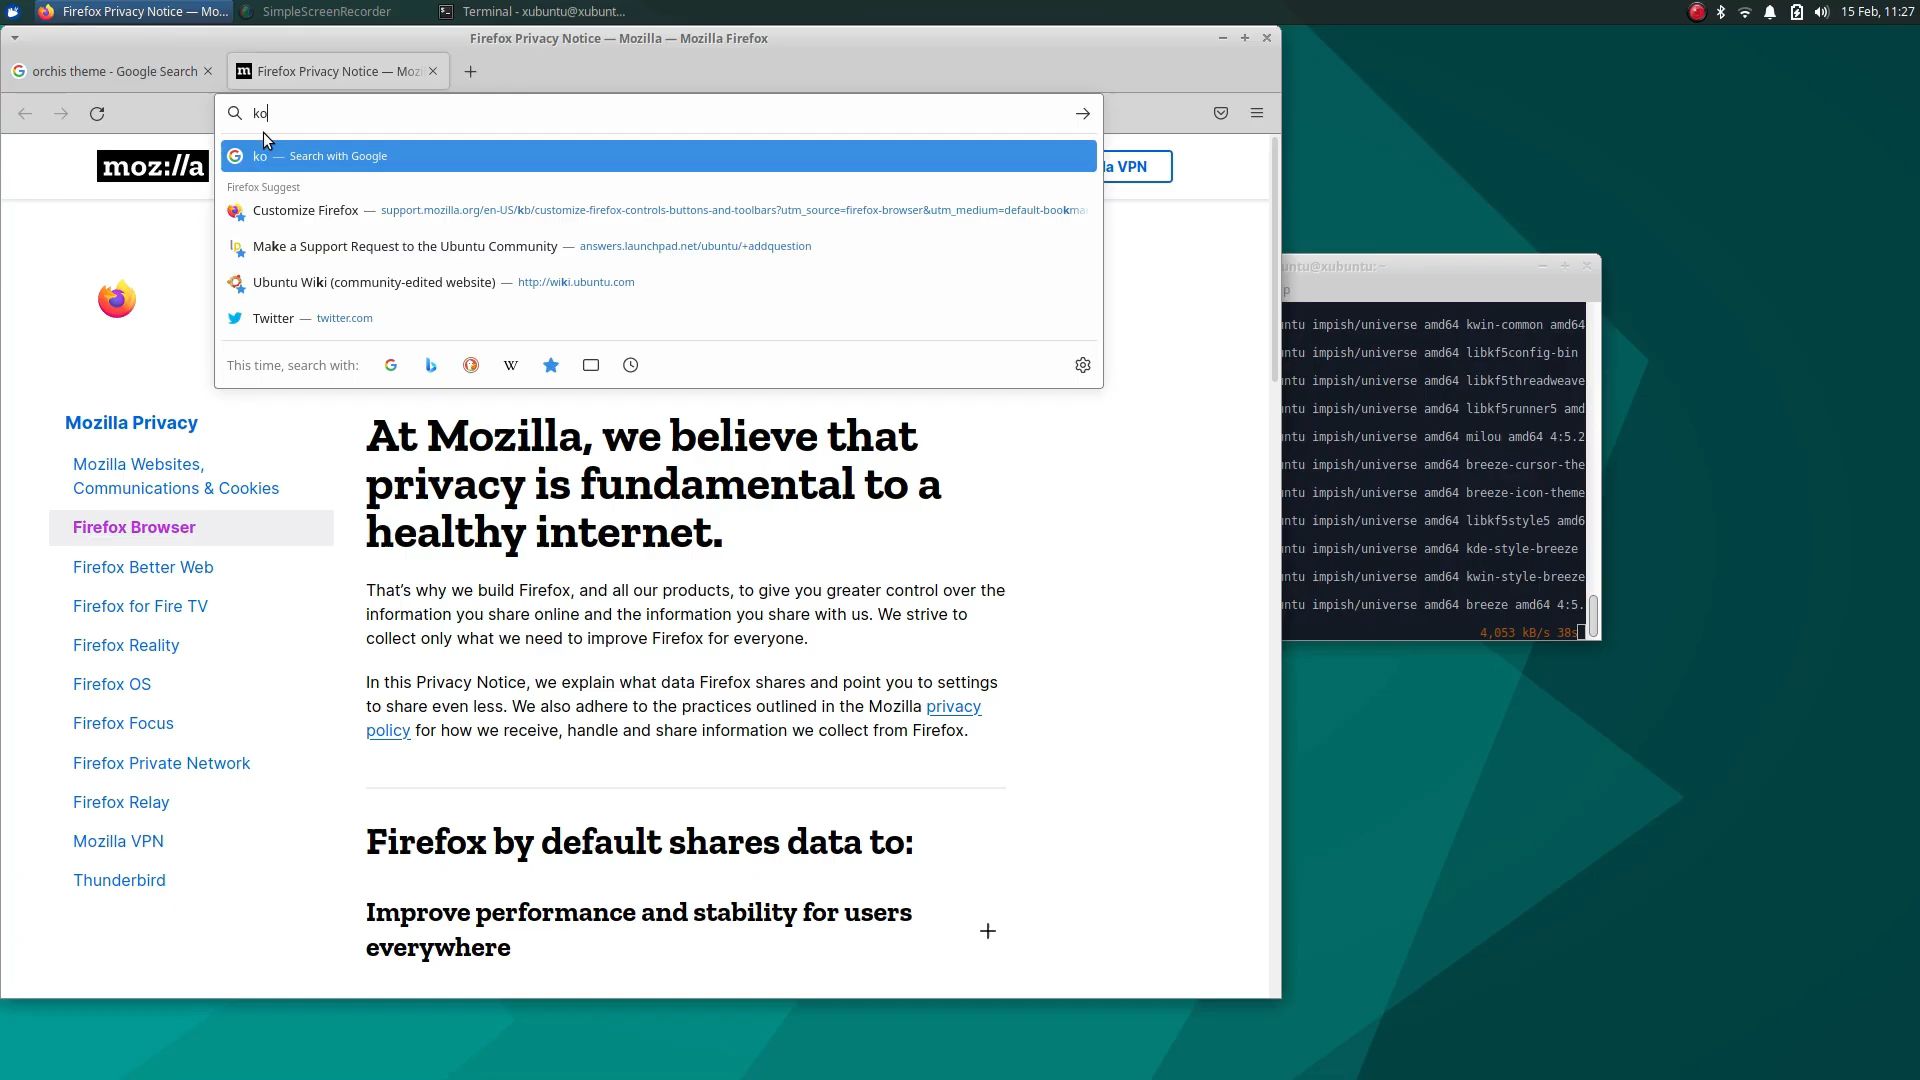 Firefox Privacy Notice — Mo...
SimpleScreenRecorder
Terminal - xubuntu@xubunt...
15 Feb, 11:27
Firefox Privacy Notice — Mozilla — Mozilla Firefox
orchis theme - Google Search
Firefox Privacy Notice — Moz
ko
ko — Search with Google
moz://a
la VPN
Firefox Suggest
Customize Firefox — support.mozilla.org/en-US/kb/customize-firefox-controls-buttons-and-toolbars?utm_source=firefox-browser&utm_medium=default-bookma
Make a Support Request to the Ubuntu Community — answers.launchpad.net/ubuntu/+addquestion
Ubuntu Wiki (community-edited website) — http://wiki.ubuntu.com
Twitter — twitter.com
This time, search with:
Mozilla Privacy
Mozilla Websites,
Communications & Cookies
Firefox Browser
Firefox Better Web
Firefox for Fire TV
Firefox Reality
Firefox OS
Firefox Focus
Firefox Private Network
Firefox Relay
Mozilla VPN
Thunderbird
At Mozilla, we believe that
privacy is fundamental to a
healthy internet.
That’s why we build Firefox, and all our products, to give you greater control over the
information you share online and the information you share with us. We strive to
collect only what we need to improve Firefox for everyone.
In this Privacy Notice, we explain what data Firefox shares and point you to settings
to share even less. We also adhere to the practices outlined in the Mozilla privacy
policy for how we receive, handle and share information we collect from Firefox.
Firefox by default shares data to:
Improve performance and stability for users
everywhere
untu@xubuntu: ~
p
ntu impish/universe amd64 kwin-common amd64
ntu impish/universe amd64 libkf5config-bin
ntu impish/universe amd64 libkf5threadweave
ntu impish/universe amd64 libkf5runner5 amd
ntu impish/universe amd64 milou amd64 4:5.2
ntu impish/universe amd64 breeze-cursor-the
ntu impish/universe amd64 breeze-icon-theme
ntu impish/universe amd64 libkf5style5 amd6
ntu impish/universe amd64 kde-style-breeze
ntu impish/universe amd64 kwin-style-breeze
ntu impish/universe amd64 breeze amd64 4:5.
4,053 kB/s 38s